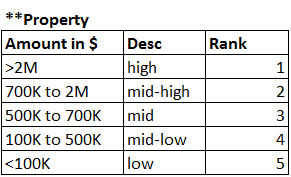 **Property
Amount in $ Desc Rank
>2M high 1
700K to 2M mid-high 2
500K to 700K mid 3
100K to 500K mid-low 4
<100K low 5